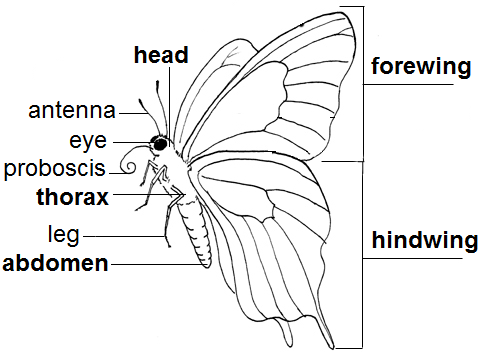 head
forewing
antenna
eye
proboscis
thorax
leg
hindwing
abdomen